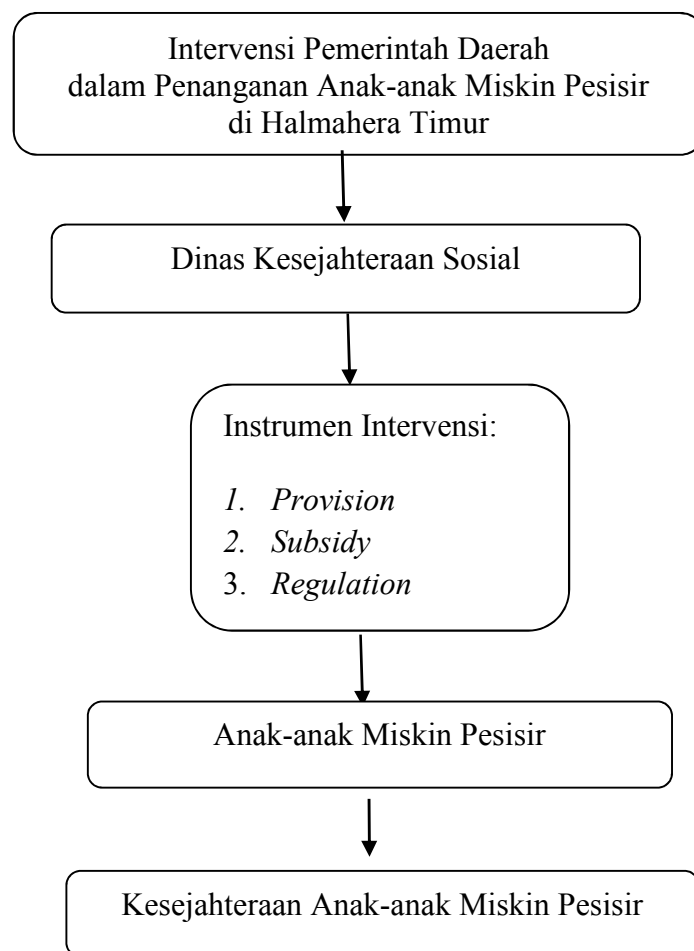 Intervensi Pemerintah Daerah
dalam Penanganan Anak-anak Miskin Pesisir
di Halmahera Timur
Dinas Kesejahteraan Sosial
Instrumen Intervensi:
1. Provision
2. Subsidy
3. Regulation
Anak-anak Miskin Pesisir
Kesejahteraan Anak-anak Miskin Pesisir